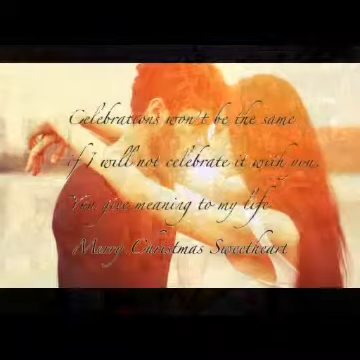 Celebrations won't be the same
if I will not celebrate it with you.
You give meaning to my life
Merry Christmas Sweetheart